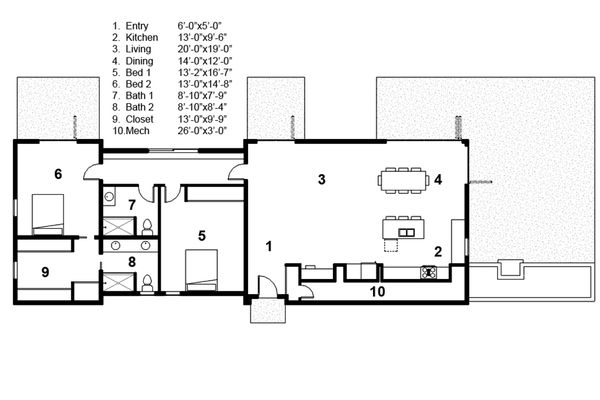 1. Entry 6'-0"x5'-0"
2. Kitchen 13'-0"x9'-6"
3. Living 20'-0"x19'-0"
4. Dining 14'-0"x12'-0"
5. Bed 1 13'-2"x16'-7"
6. Bed 2 13'-0"x14'-8"
7. Bath 1 8'-10"x7'-9"
8. Bath 2 8'-10"x8'-4"
9. Closet 13'-0"x9'-9"
10.Mech 26'-0"x3'-0"
6
3
4
7
5
1
2
8
9
10